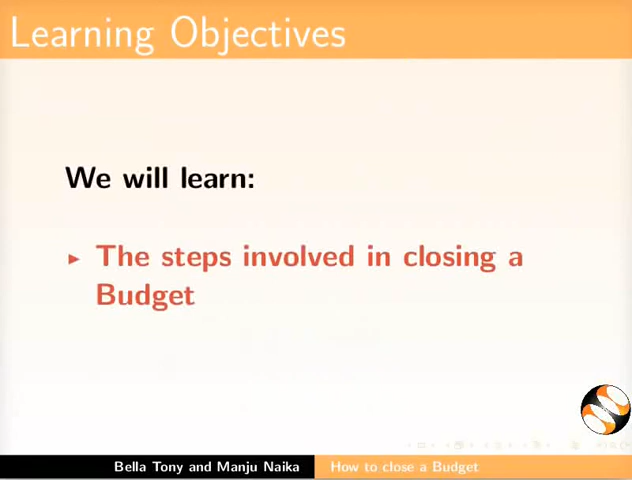 Learning Objectives
We will learn:
The steps involved in closing a
Budget
Bella Tony and Manju Naika
How to close a Budget